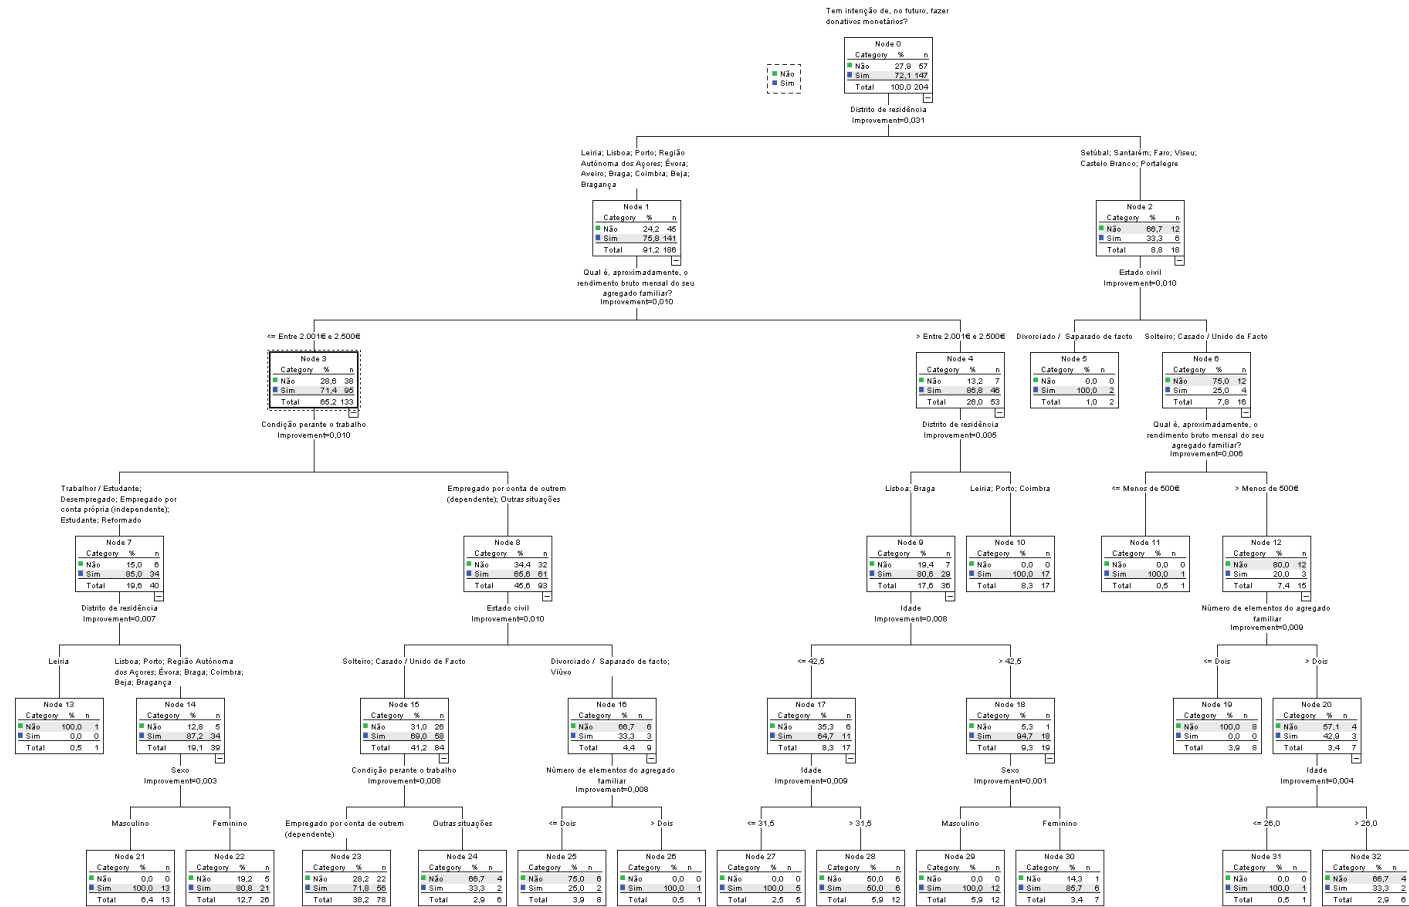 Tem intenção de, no futuro, fazer
donativos monetários?
Node 0
Category % n
Não 27,9 57
Sim 72,1 147
Total 100,0 204
Não
Sim
Distrito de residência
Improvement=0,031
Leiria; Lisboa; Porto; Região
Autónoma dos Açores; Évora;
Aveiro; Braga; Coimbra; Beja;
Bragança
Setúbal; Santarém; Faro; Viseu;
Castelo Branco; Portalegre
Node 1
Category % n
Não 24,2 45
Sim 75,8 141
Total 91,2 186
Node 2
Category % n
Não 66,7 12
Sim 33,3 6
Total 8,8 18
Qual é, aproximadamente, o
rendimento bruto mensal do seu
agregado familiar?
Improvement=0,010
Estado civil
Improvement=0,010
<= Entre 2.001€ e 2.500€
> Entre 2.001€ e 2.500€
Divorciado / Saparado de facto
Solteiro; Casado / Unido de Facto
Node 3
Category % n
Não 28,6 38
Sim 71,4 95
Total 65,2 133
Node 4
Category % n
Não 13,2 7
Sim 86,8 46
Total 26,0 53
Node 5
Category % n
Não 0,0 0
Sim 100,0 2
Total 1,0 2
Node 6
Category % n
Não 75,0 12
Sim 25,0 4
Total 7,8 16
Condição perante o trabalho
Improvement=0,010
Distrito de residência
Improvement=0,005
Qual é, aproximadamente, o
rendimento bruto mensal do seu
agregado familiar?
Improvement=0,006
Trabalhor / Estudante;
Desempregado; Empregado por
conta própria (independente);
Estudante; Reformado
Empregado por conta de outrem
(dependente); Outras situações
Lisboa; Braga
Leiria; Porto; Coimbra
<= Menos de 500€
> Menos de 500€
Node 7
Category % n
Não 15,0 6
Sim 85,0 34
Total 19,6 40
Node 8
Category % n
Não 34,4 32
Sim 65,6 61
Total 45,6 93
Node 9
Category % n
Não 19,4 7
Sim 80,6 29
Total 17,6 36
Node 10
Category % n
Não 0,0 0
Sim 100,0 17
Total 8,3 17
Node 11
Category % n
Não 0,0 0
Sim 100,0 1
Total 0,5 1
Node 12
Category % n
Não 80,0 12
Sim 20,0 3
Total 7,4 15
Distrito de residência
Improvement=0,007
Estado civil
Improvement=0,010
Idade
Improvement=0,008
Número de elementos do agregado
familiar
Improvement=0,009
Leiria
Lisboa; Porto; Região Autónoma
dos Açores; Évora; Braga; Coimbra;
Beja; Bragança
Solteiro; Casado / Unido de Facto
Divorciado / Saparado de facto;
Viúvo
<= 42,5
> 42,5
<= Dois
> Dois
Node 13
Category % n
Não 100,0 1
Sim 0,0 0
Total 0,5 1
Node 14
Category % n
Não 12,8 5
Sim 87,2 34
Total 19,1 39
Node 15
Category % n
Não 31,0 26
Sim 69,0 58
Total 41,2 84
Node 16
Category % n
Não 66,7 6
Sim 33,3 3
Total 4,4 9
Node 17
Category % n
Não 35,3 6
Sim 64,7 11
Total 8,3 17
Node 18
Category % n
Não 5,3 1
Sim 94,7 18
Total 9,3 19
Node 19
Category % n
Não 100,0 8
Sim 0,0 0
Total 3,9 8
Node 20
Category % n
Não 57,1 4
Sim 42,9 3
Total 3,4 7
Sexo
Improvement=0,003
Condição perante o trabalho
Improvement=0,008
Número de elementos do agregado
familiar
Improvement=0,008
Idade
Improvement=0,009
Sexo
Improvement=0,001
Idade
Improvement=0,004
Masculino
Feminino
Empregado por conta de outrem
(dependente)
Outras situações
<= Dois
> Dois
<= 31,5
> 31,5
Masculino
Feminino
<= 26,0
> 26,0
Node 21
Category % n
Não 0,0 0
Sim 100,0 13
Total 6,4 13
Node 22
Category % n
Não 19,2 5
Sim 80,8 21
Total 12,7 26
Node 23
Category % n
Não 28,2 22
Sim 71,8 56
Total 38,2 78
Node 24
Category % n
Não 66,7 4
Sim 33,3 2
Total 2,9 6
Node 25
Category % n
Não 75,0 6
Sim 25,0 2
Total 3,9 8
Node 26
Category % n
Não 0,0 0
Sim 100,0 1
Total 0,5 1
Node 27
Category % n
Não 0,0 0
Sim 100,0 5
Total 2,5 5
Node 28
Category % n
Não 50,0 6
Sim 50,0 6
Total 5,9 12
Node 29
Category % n
Não 0,0 0
Sim 100,0 12
Total 5,9 12
Node 30
Category % n
Não 14,3 1
Sim 85,7 6
Total 3,4 7
Node 31
Category % n
Não 0,0 0
Sim 100,0 1
Total 0,5 1
Node 32
Category % n
Não 66,7 4
Sim 33,3 2
Total 2,9 6